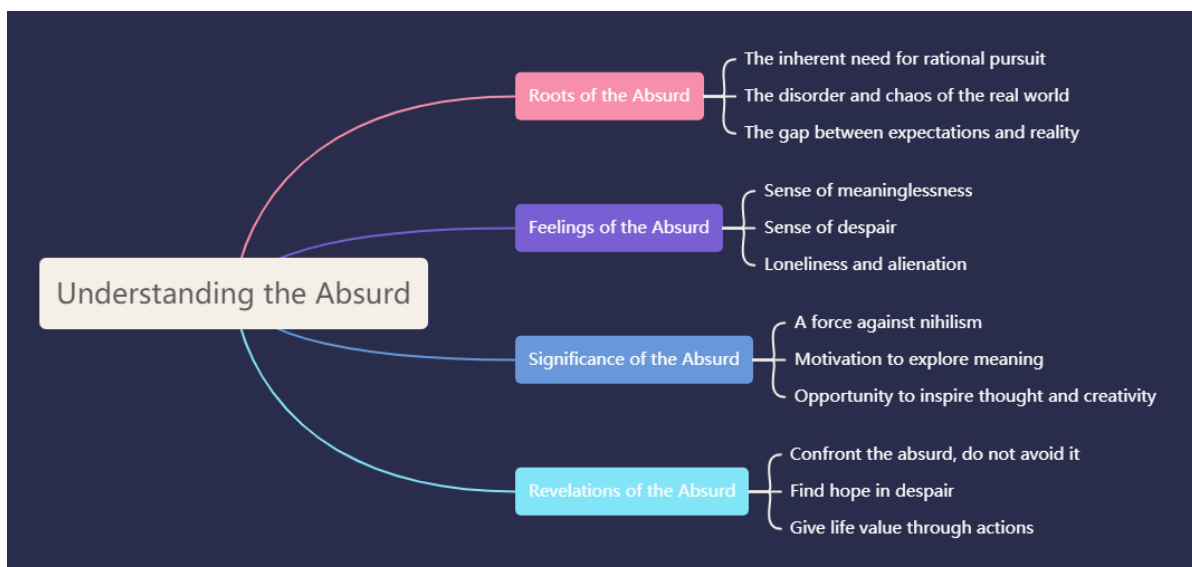 Understanding the Absurd
Roots of the Absurd
The inherent need for rational pursuit
The disorder and chaos of the real world
The gap between expectations and reality
Feelings of the Absurd
Sense of meaninglessness
Sense of despair
Loneliness and alienation
Significance of the Absurd
A force against nihilism
Motivation to explore meaning
Opportunity to inspire thought and creativity
Revelations of the Absurd
Confront the absurd, do not avoid it
Find hope in despair
Give life value through actions